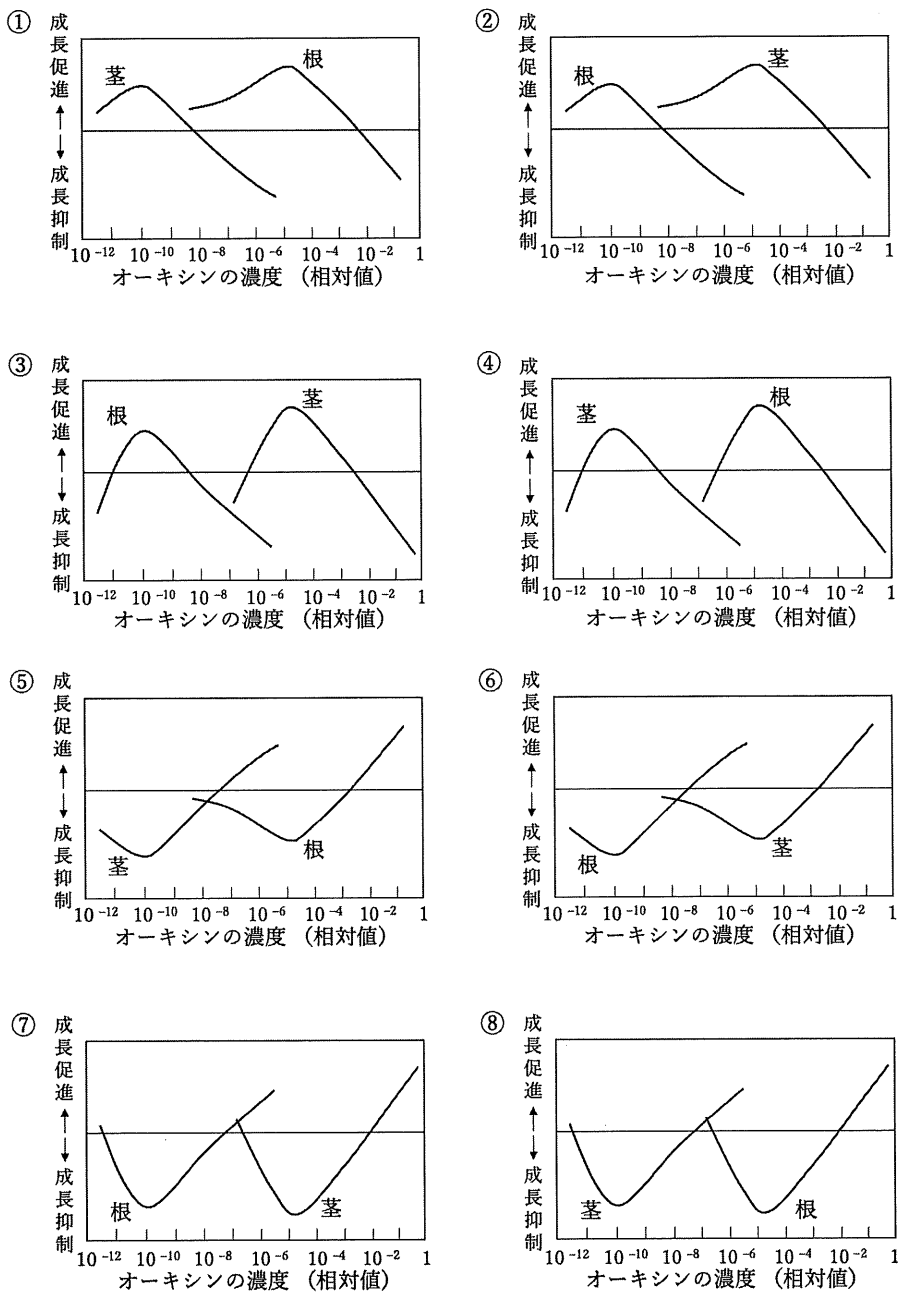 ① 成長促進 ←→ 成長抑制
茎
根
10⁻¹² 10⁻¹⁰ 10⁻⁸ 10⁻⁶ 10⁻⁴ 10⁻² 1
オーキシンの濃度 (相対値)
② 成長促進 ←→ 成長抑制
根
茎
10⁻¹² 10⁻¹⁰ 10⁻⁸ 10⁻⁶ 10⁻⁴ 10⁻² 1
オーキシンの濃度 (相対値)
③ 成長促進 ←→ 成長抑制
根
茎
10⁻¹² 10⁻¹⁰ 10⁻⁸ 10⁻⁶ 10⁻⁴ 10⁻² 1
オーキシンの濃度 (相対値)
④ 成長促進 ←→ 成長抑制
茎
根
10⁻¹² 10⁻¹⁰ 10⁻⁸ 10⁻⁶ 10⁻⁴ 10⁻² 1
オーキシンの濃度 (相対値)
⑤ 成長促進 ←→ 成長抑制
茎
根
10⁻¹² 10⁻¹⁰ 10⁻⁸ 10⁻⁶ 10⁻⁴ 10⁻² 1
オーキシンの濃度 (相対値)
⑥ 成長促進 ←→ 成長抑制
根
茎
10⁻¹² 10⁻¹⁰ 10⁻⁸ 10⁻⁶ 10⁻⁴ 10⁻² 1
オーキシンの濃度 (相対値)
⑦ 成長促進 ←→ 成長抑制
根
茎
10⁻¹² 10⁻¹⁰ 10⁻⁸ 10⁻⁶ 10⁻⁴ 10⁻² 1
オーキシンの濃度 (相対値)
⑧ 成長促進 ←→ 成長抑制
茎
根
10⁻¹² 10⁻¹⁰ 10⁻⁸ 10⁻⁶ 10⁻⁴ 10⁻² 1
オーキシンの濃度 (相対値)